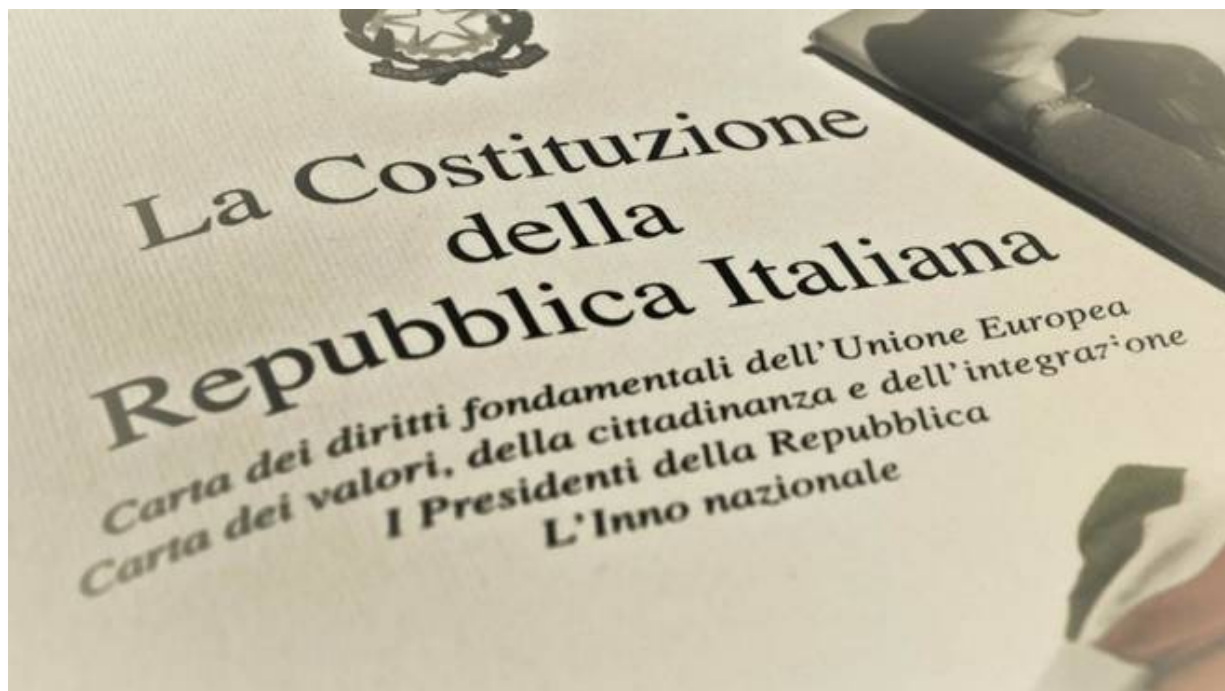 La Costituzione
della
Repubblica Italiana
Carta dei diritti fondamentali dell'Unione Europea
Carta dei valori, della cittadinanza e dell'integrazione
I Presidenti della Repubblica
L'Inno nazionale